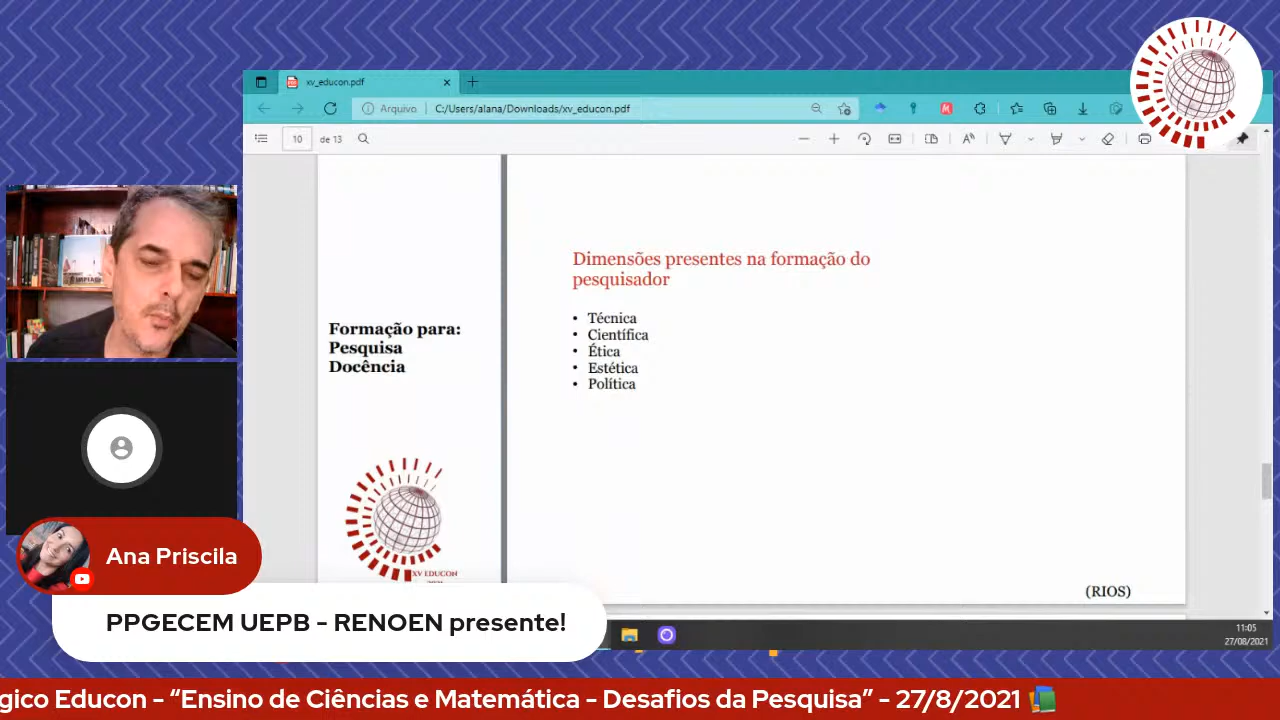 xv_educon.pdf
Arquivo
C:/Users/alana/Downloads/xv_educon.pdf
10
de 13
Dimensões presentes na formação do
pesquisador
• Técnica
• Científica
• Ética
• Estética
• Política
Formação para:
Pesquisa
Docência
XV EDUCON
(RIOS)
Ana Priscila
PPGECEM UEPB - RENOEN presente!
11:05
27/08/2021
gico Educon - “Ensino de Ciências e Matemática - Desafios da Pesquisa” - 27/8/2021